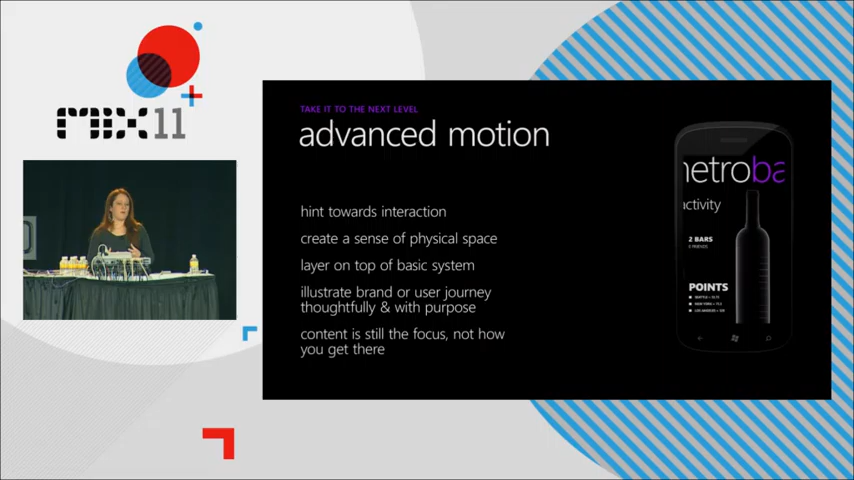 MIX11
TAKE IT TO THE NEXT LEVEL
advanced motion
hint towards interaction
create a sense of physical space
layer on top of basic system
illustrate brand or user journey
thoughtfully & with purpose
content is still the focus, not how
you get there
netroba
activity
2 BARS
POINTS